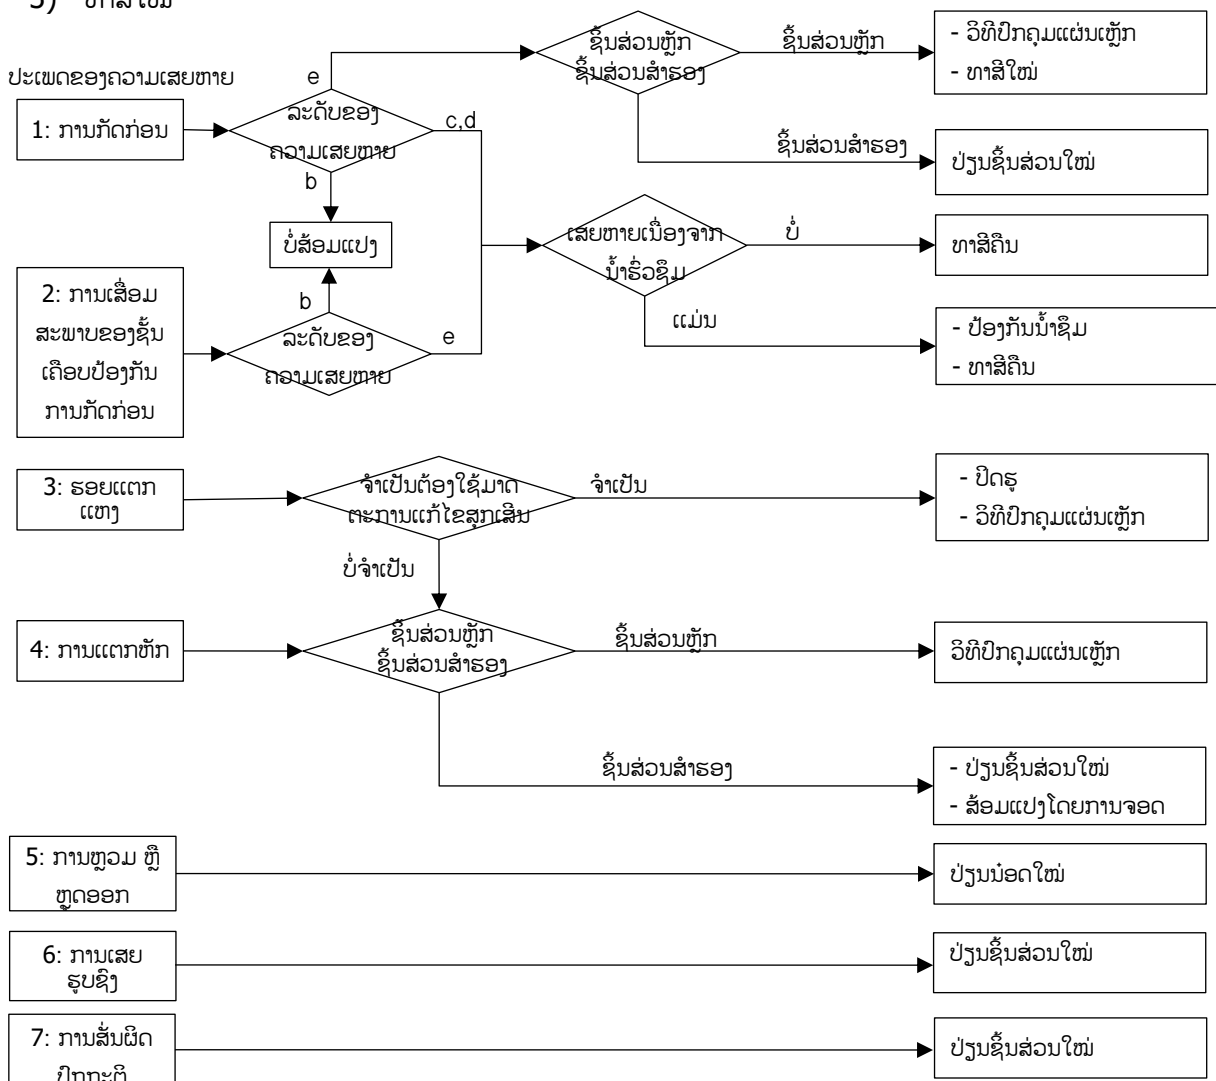 3) ທາສີໃໝ່
ປະເພດຂອງຄວາມເສຍຫາຍ
1: ການກັດກ່ອນ
ລະດັບຂອງ
ຄວາມເສຍຫາຍ
e
c,d
b
ຊິ້ນສ່ວນຫຼັກ
ຊິ້ນສ່ວນສຳຮອງ
ຊິ້ນສ່ວນຫຼັກ
- ວິທີປົກຄຸມແຜ່ນເຫຼັກ
- ທາສີໃໝ່
ຊິ້ນສ່ວນສຳຮອງ
ປ່ຽນຊິ້ນສ່ວນໃໝ່
ບໍ່ສ້ອມແປງ
ເສຍຫາຍເນື່ອງຈາກ
ນ້ຳຮົ່ວຊຶມ
ບໍ່
ທາສີຄືນ
ແມ່ນ
- ປ້ອງກັນນ້ຳຊຶມ
- ທາສີຄືນ
2: ການເສື່ອມ
ສະພາບຂອງຊັ້ນ
ເຄືອບປ້ອງກັນ
ການກັດກ່ອນ
b
ລະດັບຂອງ
ຄວາມເສຍຫາຍ
e
3: ຮອຍແຕກ
ແຫງ
ຈຳເປັນຕ້ອງໃຊ້ມາດ
ຕະການແກ້ໄຂສຸກເສີນ
ຈຳເປັນ
- ປິດຮູ
- ວິທີປົກຄຸມແຜ່ນເຫຼັກ
ບໍ່ຈຳເປັນ
4: ການແຕກຫັກ
ຊິ້ນສ່ວນຫຼັກ
ຊິ້ນສ່ວນສຳຮອງ
ຊິ້ນສ່ວນຫຼັກ
ວິທີປົກຄຸມແຜ່ນເຫຼັກ
ຊິ້ນສ່ວນສຳຮອງ
- ປ່ຽນຊິ້ນສ່ວນໃໝ່
- ສ້ອມແປງໂດຍການຈອດ
5: ການຫຼວມ ຫຼື
ຫຼຸດອອກ
ປ່ຽນນ໋ອດໃໝ່
6: ການເສຍ
ຮູບຊົງ
ປ່ຽນຊິ້ນສ່ວນໃໝ່
7: ການສັ່ນຜິດ
ປົກກະຕິ
ປ່ຽນຊິ້ນສ່ວນໃໝ່